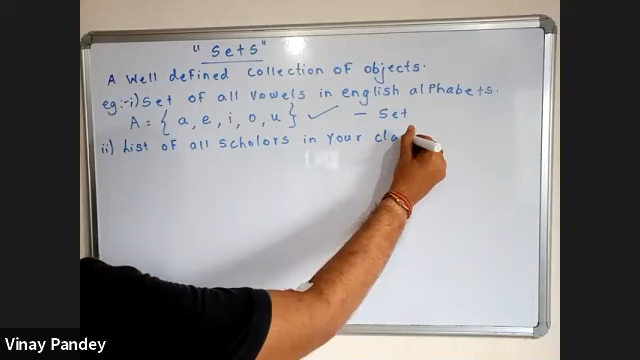 "Sets"
A well defined collection of objects.
eg:-i) Set of all vowels in english alphabets.
A = { a, e, i, o, u } ✓ - Set
ii) List of all scholors in your cla
Vinay Pandey